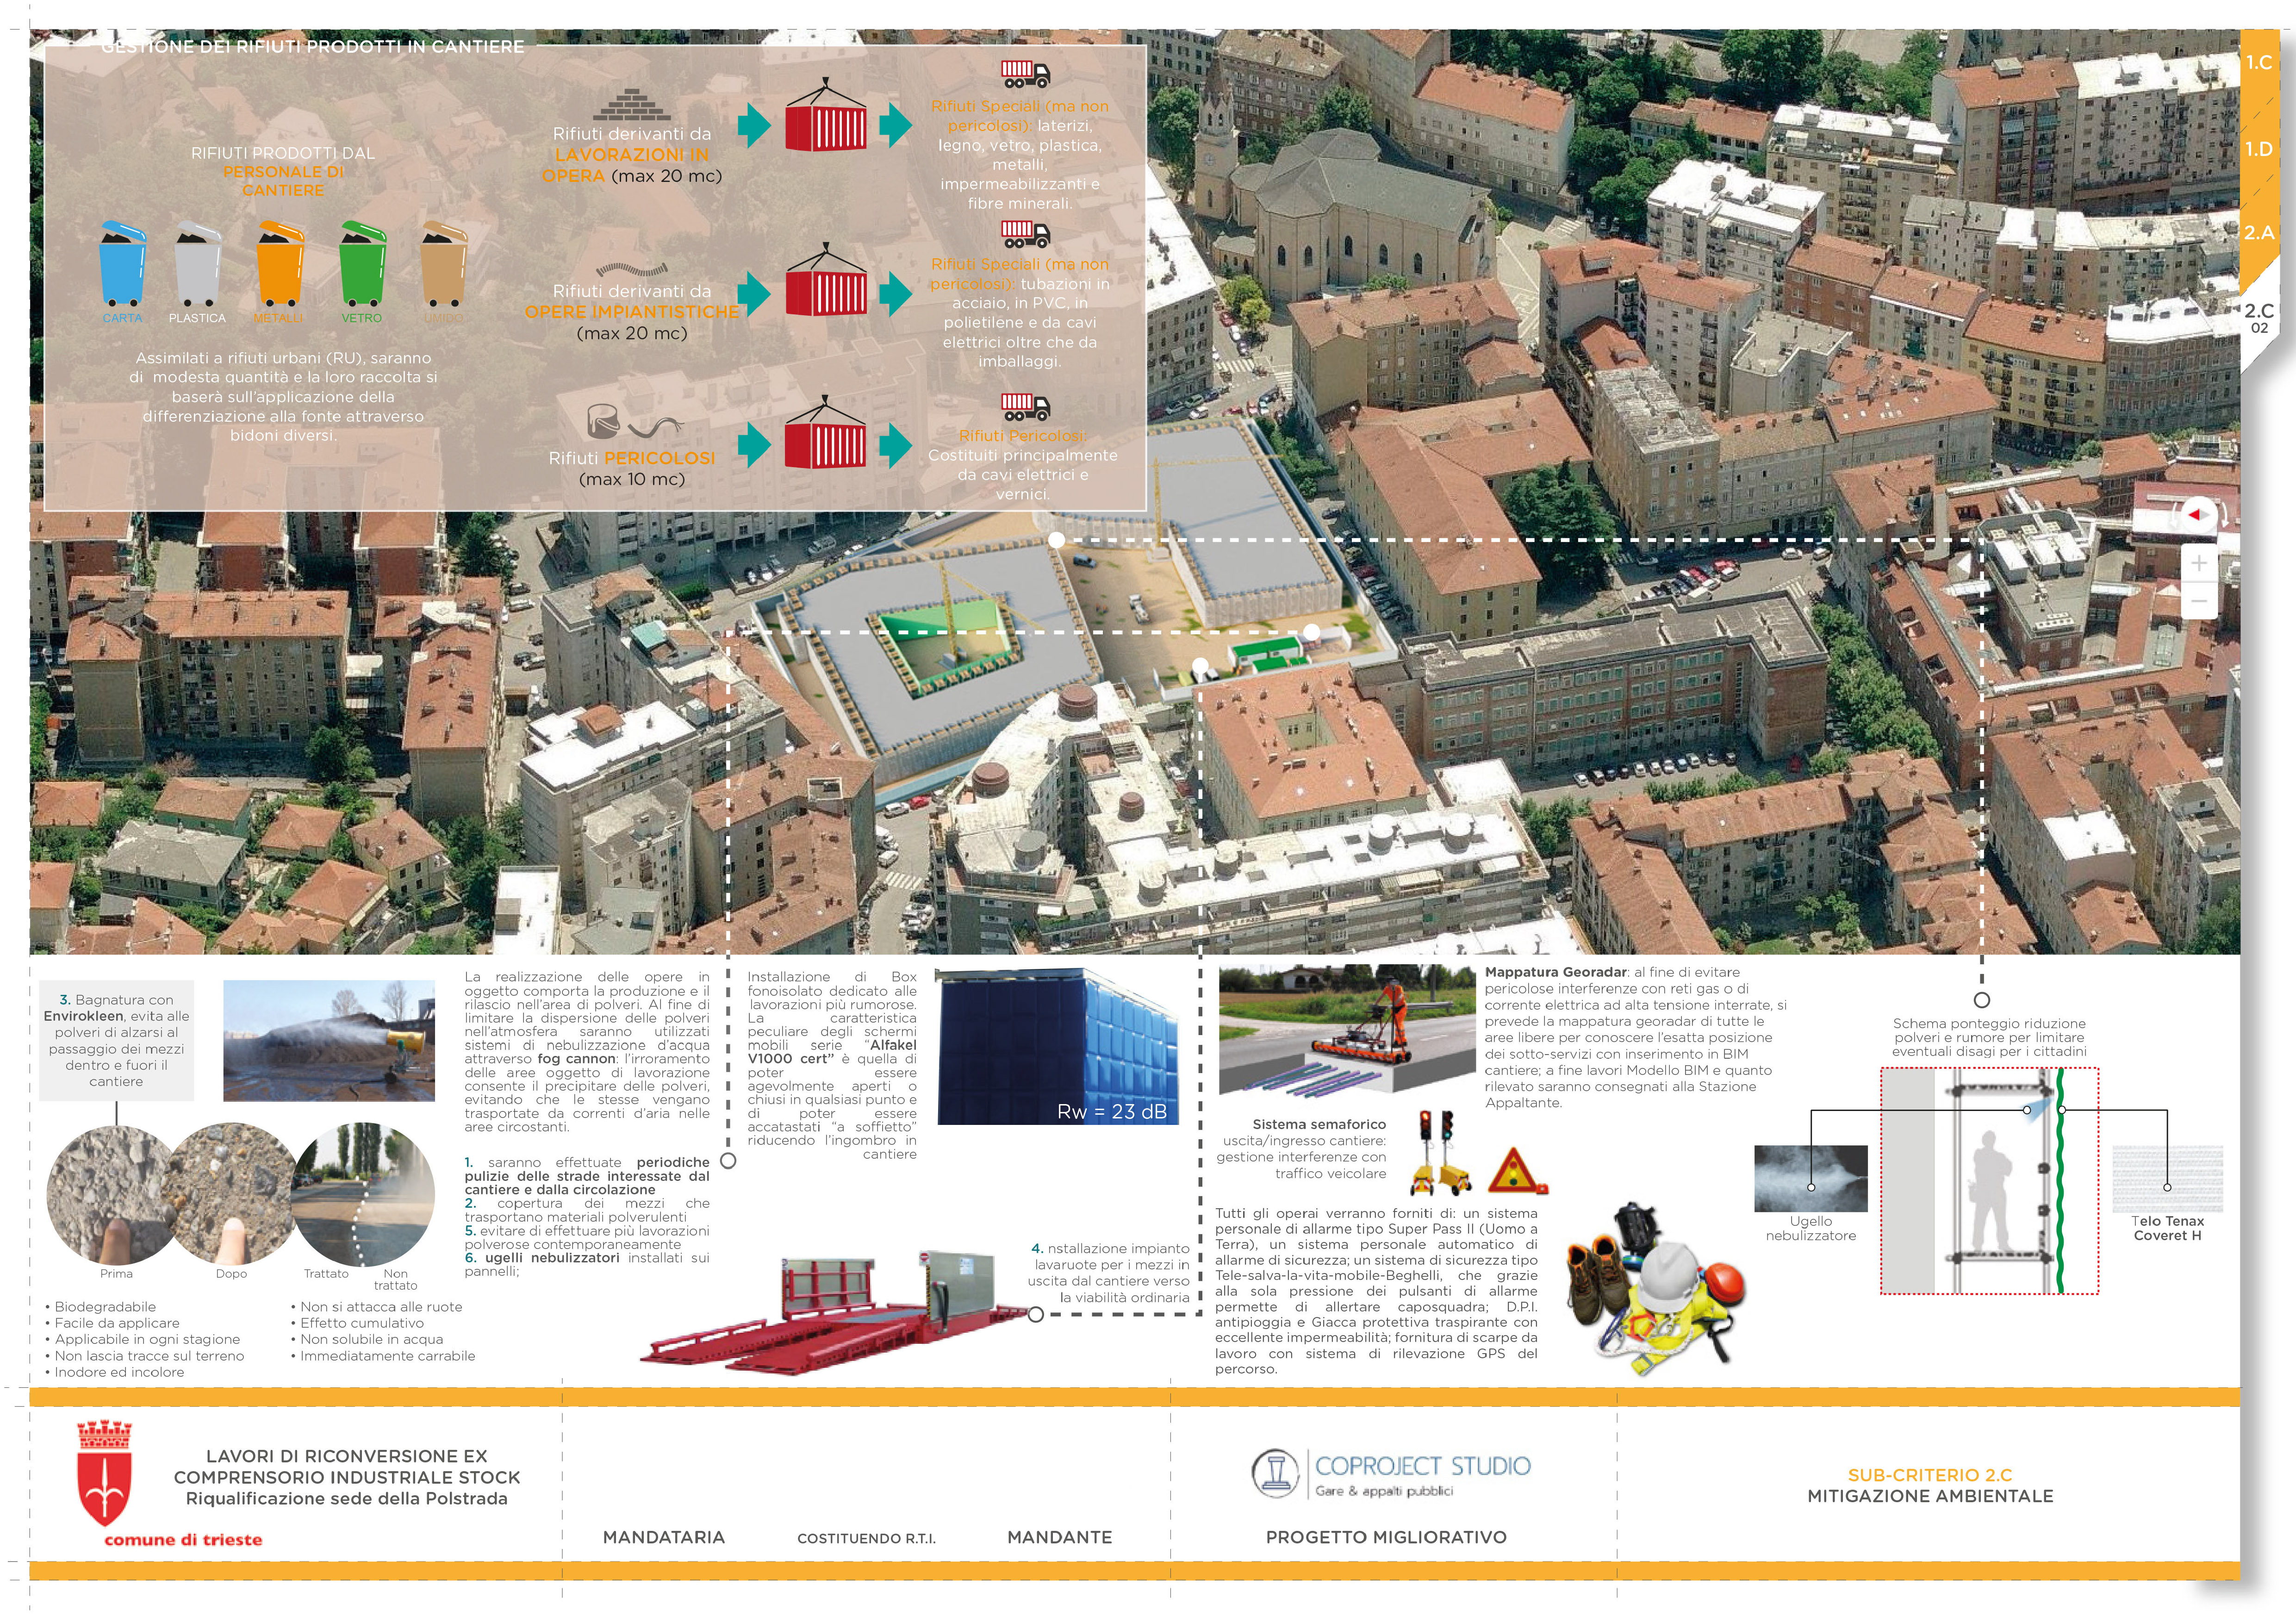 GESTIONE DEI RIFIUTI PRODOTTI IN CANTIERE
RIFIUTI PRODOTTI DAL
PERSONALE DI
CANTIERE
CARTA
PLASTICA
METALLI
VETRO
UMIDO
Assimilati a rifiuti urbani (RU), saranno
di modesta quantità e la loro raccolta si
baserà sull'applicazione della
differenziazione alla fonte attraverso
bidoni diversi.
Rifiuti derivanti da
LAVORAZIONI IN
OPERA (max 20 mc)
Rifiuti Speciali (ma non
pericolosi): laterizi,
legno, vetro, plastica,
metalli,
impermeabilizzanti e
fibre minerali.
Rifiuti derivanti da
OPERE IMPIANTISTICHE
(max 20 mc)
Rifiuti Speciali (ma non
pericolosi): tubazioni in
acciaio, in PVC, in
polietilene e da cavi
elettrici oltre che da
imballaggi.
Rifiuti PERICOLOSI
(max 10 mc)
Rifiuti Pericolosi:
Costituiti principalmente
da cavi elettrici e
vernici.
1.C
1.D
2.A
2.C
02
+
−
3. Bagnatura con
Envirokleen, evita alle
polveri di alzarsi al
passaggio dei mezzi
dentro e fuori il
cantiere
Prima
Dopo
Trattato
Non
trattato
• Biodegradabile
• Facile da applicare
• Applicabile in ogni stagione
• Non lascia tracce sul terreno
• Inodore ed incolore
• Non si attacca alle ruote
• Effetto cumulativo
• Non solubile in acqua
• Immediatamente carrabile
La realizzazione delle opere in
oggetto comporta la produzione e il
rilascio nell'area di polveri. Al fine di
limitare la dispersione delle polveri
nell'atmosfera saranno utilizzati
sistemi di nebulizzazione d'acqua
attraverso fog cannon: l'irroramento
delle aree oggetto di lavorazione
consente il precipitare delle polveri,
evitando che le stesse vengano
trasportate da correnti d'aria nelle
aree circostanti.
1. saranno effettuate periodiche
pulizie delle strade interessate dal
cantiere e dalla circolazione
2. copertura dei mezzi che
trasportano materiali polverulenti
5. evitare di effettuare più lavorazioni
polverose contemporaneamente
6. ugelli nebulizzatori installati sui
pannelli;
Installazione di Box
fonoisolato dedicato alle
lavorazioni più rumorose.
La caratteristica
peculiare degli schermi
mobili serie "Alfakel
V1000 cert" è quella di
poter essere
agevolmente aperti o
chiusi in qualsiasi punto e
di poter essere
accatastati "a soffietto"
riducendo l'ingombro in
cantiere
Rw = 23 dB
4. nstallazione impianto
lavaruote per i mezzi in
uscita dal cantiere verso
la viabilità ordinaria
Mappatura Georadar: al fine di evitare
pericolose interferenze con reti gas o di
corrente elettrica ad alta tensione interrate, si
prevede la mappatura georadar di tutte le
aree libere per conoscere l'esatta posizione
dei sotto-servizi con inserimento in BIM
cantiere; a fine lavori Modello BIM e quanto
rilevato saranno consegnati alla Stazione
Appaltante.
Sistema semaforico
uscita/ingresso cantiere:
gestione interferenze con
traffico veicolare
Tutti gli operai verranno forniti di: un sistema
personale di allarme tipo Super Pass II (Uomo a
Terra), un sistema personale automatico di
allarme di sicurezza; un sistema di sicurezza tipo
Tele-salva-la-vita-mobile-Beghelli, che grazie
alla sola pressione dei pulsanti di allarme
permette di allertare caposquadra; D.P.I.
antipioggia e Giacca protettiva traspirante con
eccellente impermeabilità; fornitura di scarpe da
lavoro con sistema di rilevazione GPS del
percorso.
Schema ponteggio riduzione
polveri e rumore per limitare
eventuali disagi per i cittadini
Ugello
nebulizzatore
Telo Tenax
Coveret H
LAVORI DI RICONVERSIONE EX
COMPRENSORIO INDUSTRIALE STOCK
Riqualificazione sede della Polstrada
comune di trieste
MANDATARIA
COSTITUENDO R.T.I.
MANDANTE
COPROJECT STUDIO
Gare & appalti pubblici
PROGETTO MIGLIORATIVO
SUB-CRITERIO 2.C
MITIGAZIONE AMBIENTALE